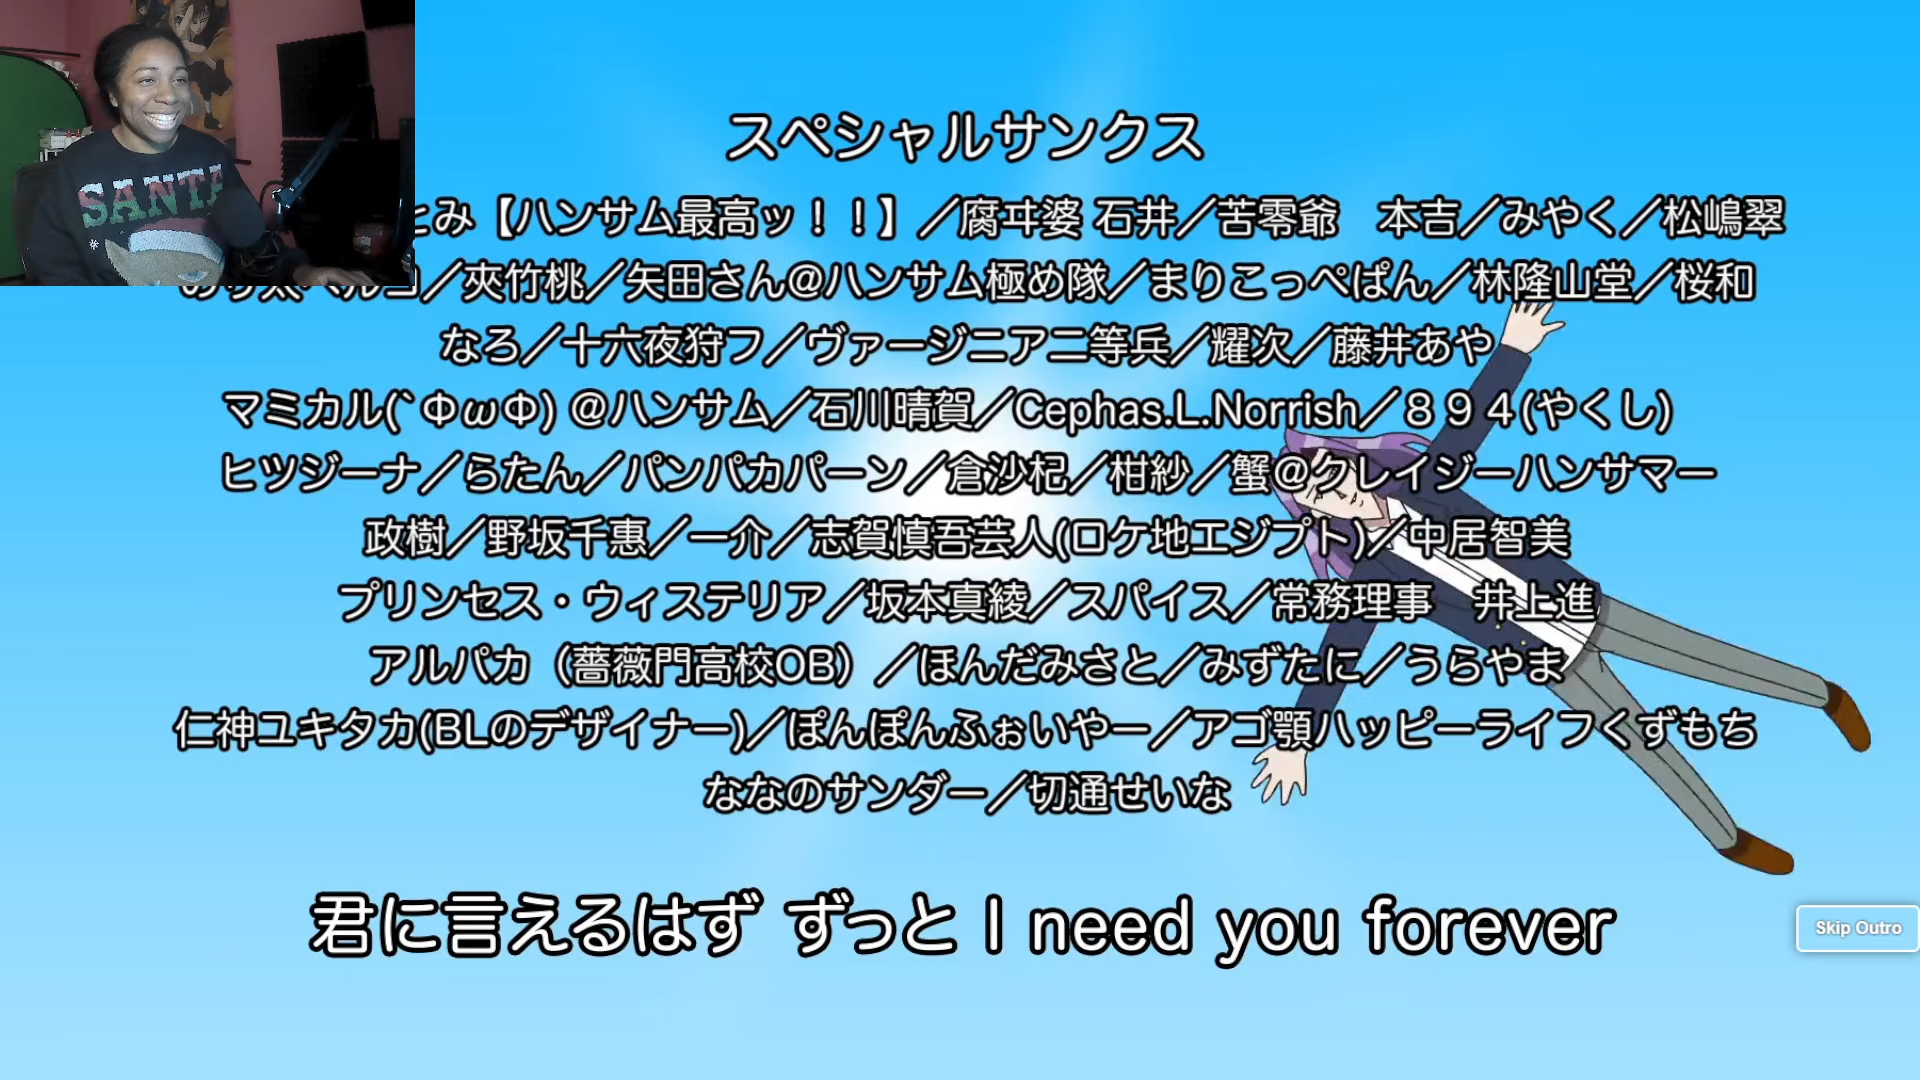 SANTA
スペシャルサンクス
とみ【ハンサム最高ッ！！】／腐ヰ婆 石井／苦零爺　本吉／みやく／松嶋翠
／夾竹桃／矢田さん@ハンサム極め隊／まりこっぺぱん／林隆山堂／桜和
なろ／十六夜狩フ／ヴァージニア二等兵／耀次／藤井あや
マミカル(`ΦωΦ) @ハンサム／石川晴賀／Cephas.L.Norrish／８９４(やくし)
ヒツジーナ／らたん／パンパカパーン／倉沙杞／柑紗／蟹@クレイジーハンサマー
政樹／野坂千惠／一介／志賀慎吾芸人(ロケ地エジプト)／中居智美
プリンセス・ウィステリア／坂本真綾／スパイス／常務理事　井上進
アルパカ（薔薇門高校OB）／ほんだみさと／みずたに／うらやま
仁神ユキタカ(BLのデザイナー)／ぽんぽんふぉいやー／アゴ顎ハッピーライフくずもち
ななのサンダー／切通せいな
君に言えるはず ずっと I need you forever
Skip Outro